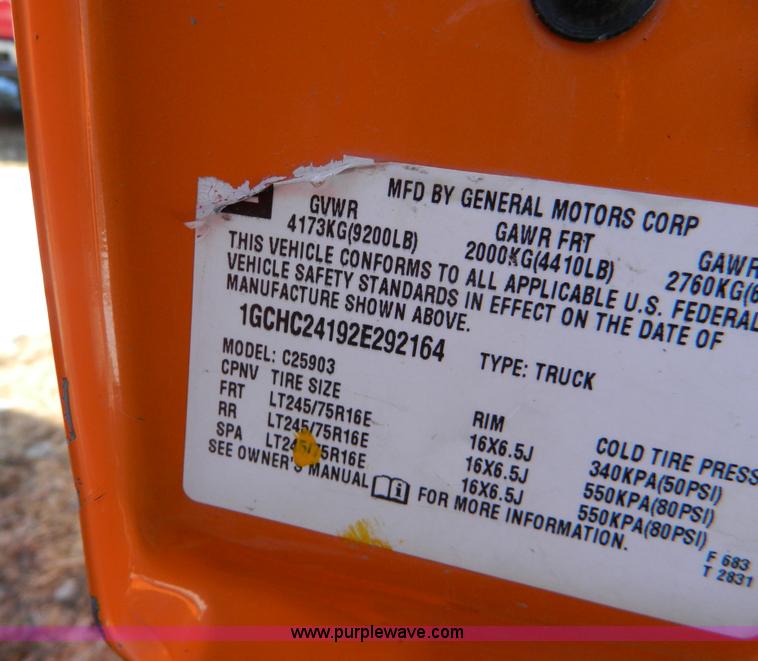 MFD BY GENERAL MOTORS CORP
GVWR GAWR FRT GAWR
4173KG(9200LB) 2000KG(4410LB) 2760KG(6
THIS VEHICLE CONFORMS TO ALL APPLICABLE U.S. FEDERAL
VEHICLE SAFETY STANDARDS IN EFFECT ON THE DATE OF
MANUFACTURE SHOWN ABOVE.
1GCHC24192E292164 TYPE: TRUCK
MODEL: C25903
CPNV TIRE SIZE RIM COLD TIRE PRESS
FRT LT245/75R16E 16X6.5J 340KPA(50PSI)
RR LT245/75R16E 16X6.5J 550KPA(80PSI)
SPA LT245/75R16E 16X6.5J 550KPA(80PSI)
SEE OWNER'S MANUAL FOR MORE INFORMATION.
F 683
T 2831
www.purplewave.com